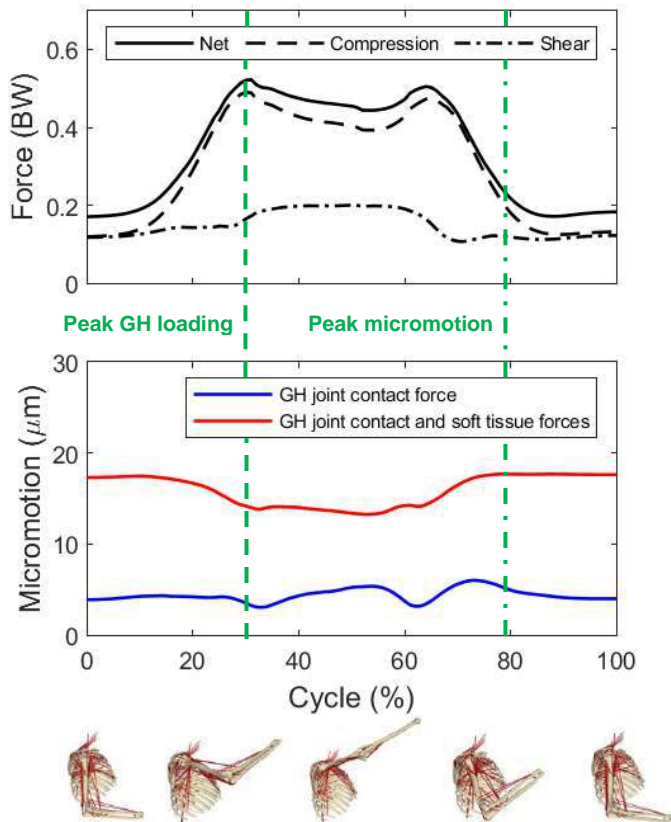 0.6
Net Compression Shear
0.4
0.2
0
Force (BW)
Peak GH loading Peak micromotion
30
GH joint contact force
GH joint contact and soft tissue forces
20
10
0
Micromotion (μm)
0 20 40 60 80 100
Cycle (%)